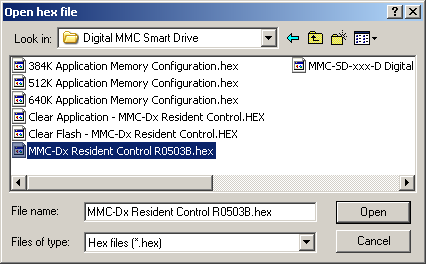 Open hex file
Look in: Digital MMC Smart Drive
384K Application Memory Configuration.hex
512K Application Memory Configuration.hex
640K Application Memory Configuration.hex
Clear Application - MMC-Dx Resident Control.HEX
Clear Flash - MMC-Dx Resident Control.HEX
MMC-Dx Resident Control R0503B.hex
MMC-SD-xxx-D Digital
File name: MMC-Dx Resident Control R0503B.hex
Open
Files of type: Hex files (*.hex)
Cancel